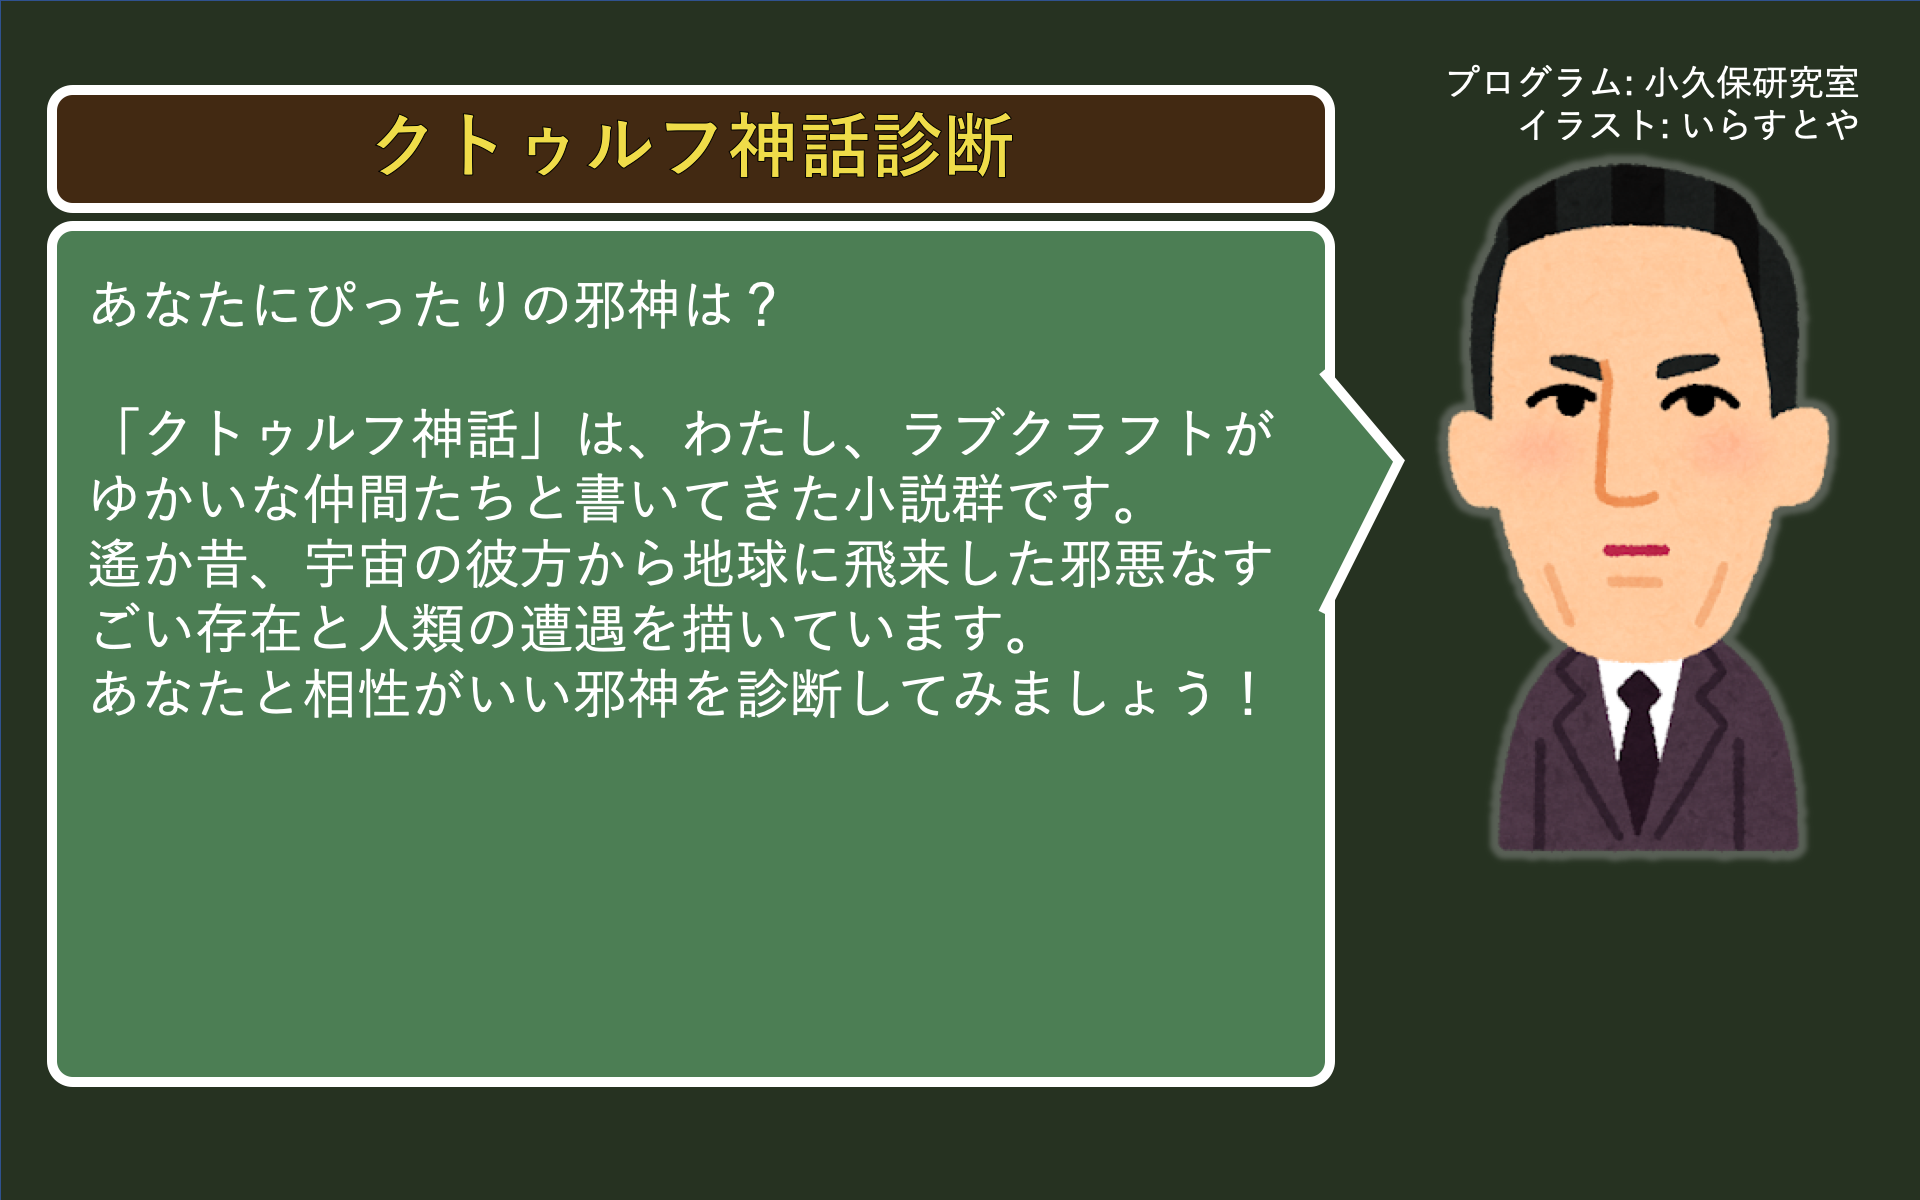 プログラム: 小久保研究室
イラスト: いらすとや
クトゥルフ神話診断
あなたにぴったりの邪神は？
「クトゥルフ神話」は、わたし、ラブクラフトが
ゆかいな仲間たちと書いてきた小説群です。
遙か昔、宇宙の彼方から地球に飛来した邪悪なす
ごい存在と人類の遭遇を描いています。
あなたと相性がいい邪神を診断してみましょう！